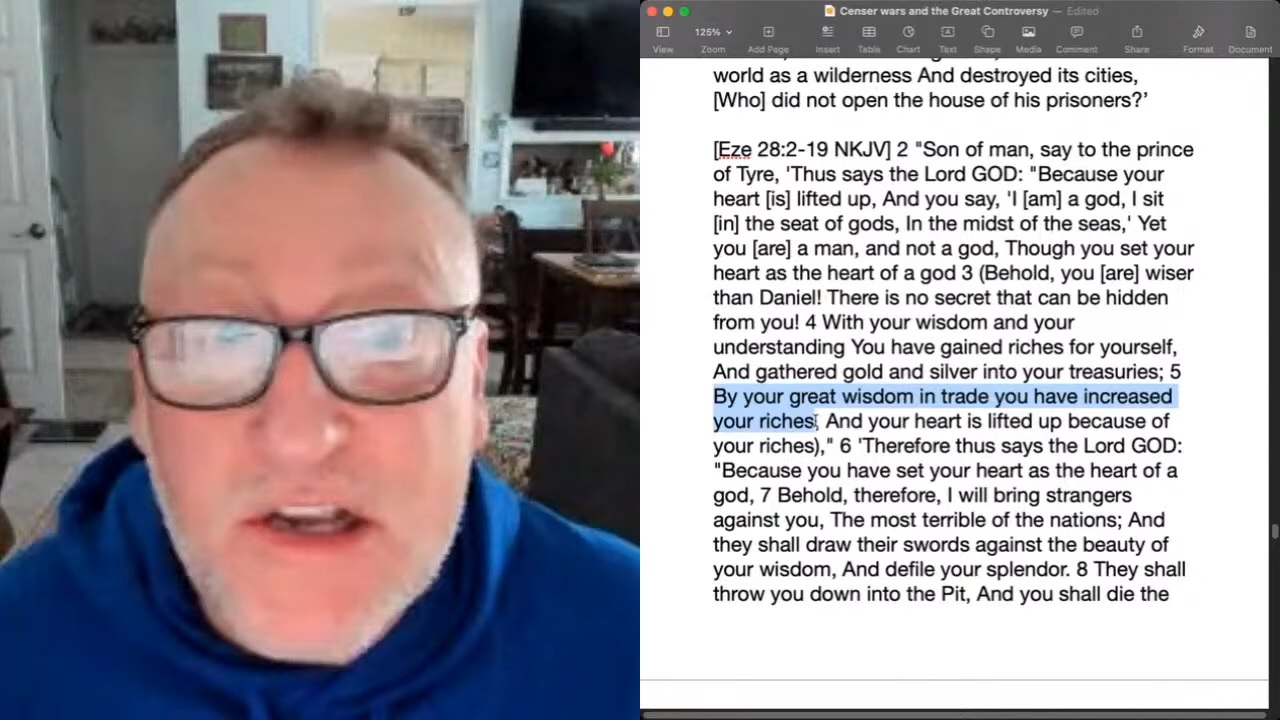 Censer wars and the Great Controversy — Edited
125%
View
Zoom
Add Page
Insert
Table
Chart
Text
Shape
Media
Comment
Share
Format
Document
world as a wilderness And destroyed its cities,
[Who] did not open the house of his prisoners?’
[Eze 28:2-19 NKJV] 2 "Son of man, say to the prince
of Tyre, 'Thus says the Lord GOD: "Because your
heart [is] lifted up, And you say, 'I [am] a god, I sit
[in] the seat of gods, In the midst of the seas,' Yet
you [are] a man, and not a god, Though you set your
heart as the heart of a god 3 (Behold, you [are] wiser
than Daniel! There is no secret that can be hidden
from you! 4 With your wisdom and your
understanding You have gained riches for yourself,
And gathered gold and silver into your treasuries; 5
By your great wisdom in trade you have increased
your riches, And your heart is lifted up because of
your riches)," 6 'Therefore thus says the Lord GOD:
"Because you have set your heart as the heart of a
god, 7 Behold, therefore, I will bring strangers
against you, The most terrible of the nations; And
they shall draw their swords against the beauty of
your wisdom, And defile your splendor. 8 They shall
throw you down into the Pit, And you shall die the